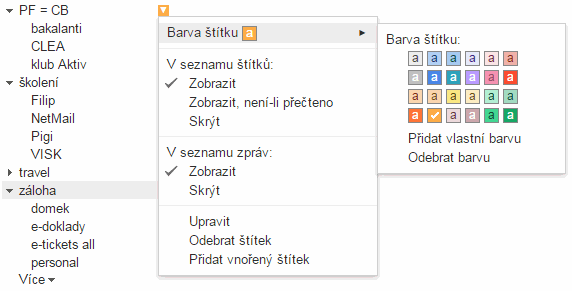 PF = CB
bakalanti
CLEA
klub Aktiv
školení
Filip
NetMail
Pigi
VISK
travel
záloha
domek
e-doklady
e-tickets all
personal
Více
Barva štítku a
V seznamu štítků:
Zobrazit
Zobrazit, není-li přečteno
Skrýt
V seznamu zpráv:
Zobrazit
Skrýt
Upravit
Odebrat štítek
Přidat vnořený štítek
Barva štítku:
a a a a a a
a a a a a a
a a a a a a
a a a a a
Přidat vlastní barvu
Odebrat barvu